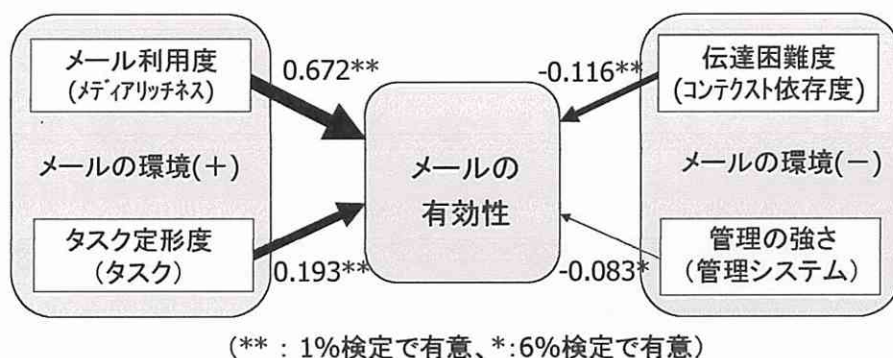 メール利用度
(メディアリッチネス)
メールの環境(+)
タスク定形度
(タスク)
0.672**
0.193**
メールの
有効性
-0.116**
-0.083*
伝達困難度
(コンテクスト依存度)
メールの環境(－)
管理の強さ
(管理システム)
(** : 1%検定で有意、*:6%検定で有意)